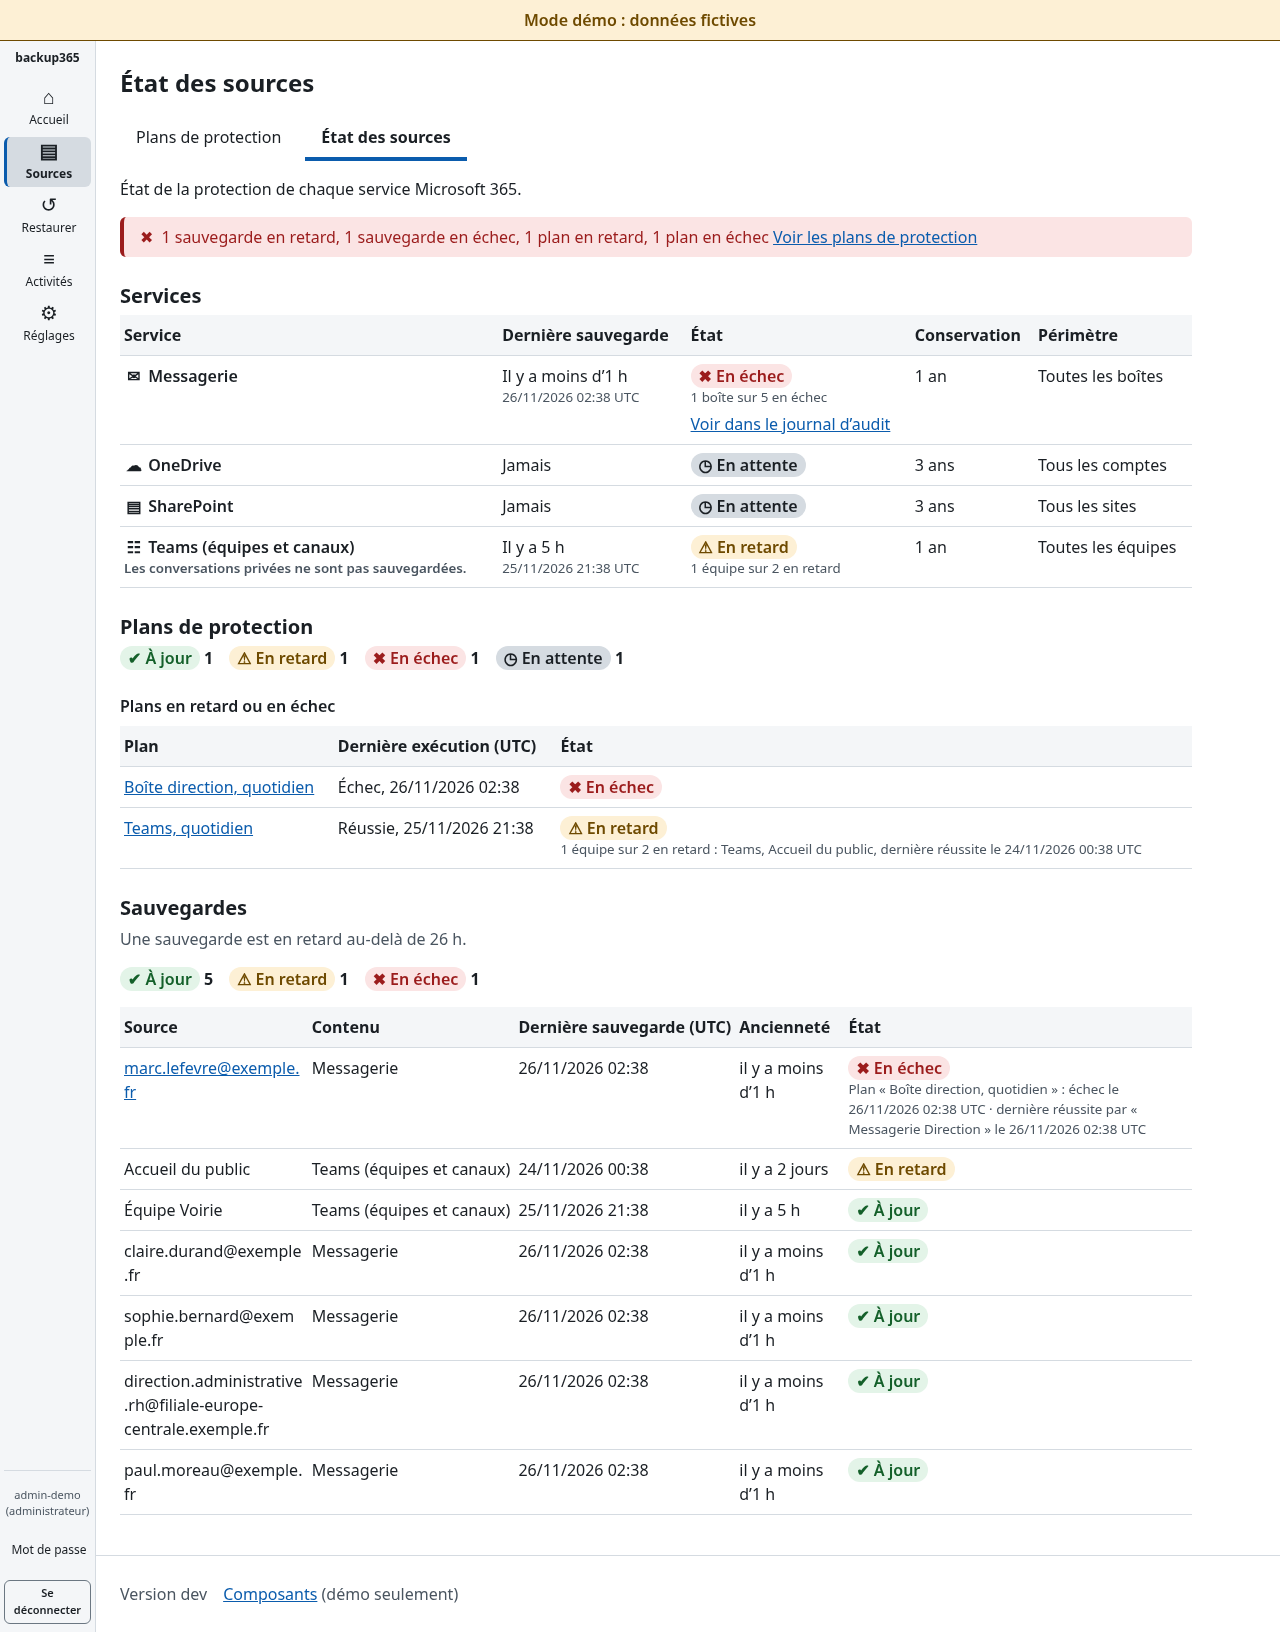 Mode démo : données fictives
backup365
Accueil
Sources
Restaurer
Activités
Réglages
admin-demo
(administrateur)
Mot de passe
Se
déconnecter
État des sources
Plans de protection
État des sources
État de la protection de chaque service Microsoft 365.
✖ 1 sauvegarde en retard, 1 sauvegarde en échec, 1 plan en retard, 1 plan en échec Voir les plans de protection
Services
Service Dernière sauvegarde État Conservation Périmètre
Messagerie Il y a moins d’1 h ✖ En échec 1 an Toutes les boîtes
26/11/2026 02:38 UTC 1 boîte sur 5 en échec
Voir dans le journal d’audit
OneDrive Jamais En attente 3 ans Tous les comptes
SharePoint Jamais En attente 3 ans Tous les sites
Teams (équipes et canaux) Il y a 5 h ⚠ En retard 1 an Toutes les équipes
Les conversations privées ne sont pas sauvegardées. 25/11/2026 21:38 UTC 1 équipe sur 2 en retard
Plans de protection
✔ À jour 1 ⚠ En retard 1 ✖ En échec 1 En attente 1
Plans en retard ou en échec
Plan Dernière exécution (UTC) État
Boîte direction, quotidien Échec, 26/11/2026 02:38 ✖ En échec
Teams, quotidien Réussie, 25/11/2026 21:38 ⚠ En retard
1 équipe sur 2 en retard : Teams, Accueil du public, dernière réussite le 24/11/2026 00:38 UTC
Sauvegardes
Une sauvegarde est en retard au-delà de 26 h.
✔ À jour 5 ⚠ En retard 1 ✖ En échec 1
Source Contenu Dernière sauvegarde (UTC) Ancienneté État
marc.lefevre@exemple. Messagerie 26/11/2026 02:38 il y a moins ✖ En échec
fr d’1 h Plan « Boîte direction, quotidien » : échec le
26/11/2026 02:38 UTC · dernière réussite par «
Messagerie Direction » le 26/11/2026 02:38 UTC
Accueil du public Teams (équipes et canaux) 24/11/2026 00:38 il y a 2 jours ⚠ En retard
Équipe Voirie Teams (équipes et canaux) 25/11/2026 21:38 il y a 5 h ✔ À jour
claire.durand@exemple Messagerie 26/11/2026 02:38 il y a moins ✔ À jour
.fr d’1 h
sophie.bernard@exem Messagerie 26/11/2026 02:38 il y a moins ✔ À jour
ple.fr d’1 h
direction.administrative Messagerie 26/11/2026 02:38 il y a moins ✔ À jour
.rh@filiale-europe- d’1 h
centrale.exemple.fr
paul.moreau@exemple. Messagerie 26/11/2026 02:38 il y a moins ✔ À jour
fr d’1 h
Version dev Composants (démo seulement)